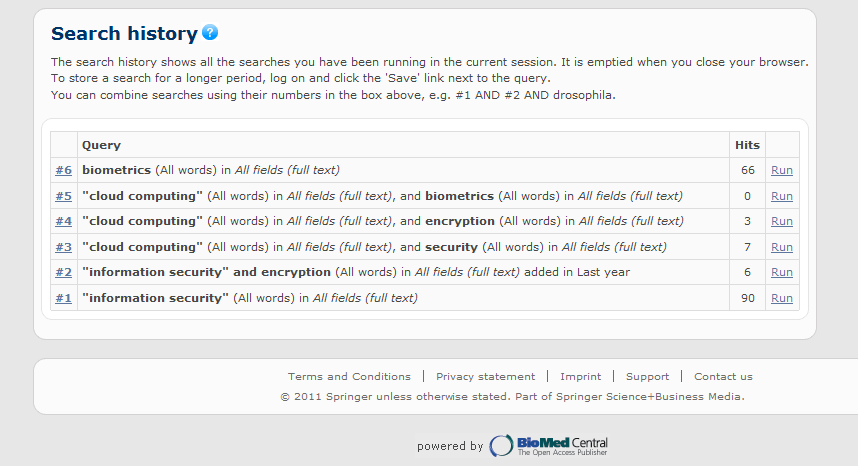 Search history ?
The search history shows all the searches you have been running in the current session. It is emptied when you close your browser.
To store a search for a longer period, log on and click the 'Save' link next to the query.
You can combine searches using their numbers in the box above, e.g. #1 AND #2 AND drosophila.
Query Hits
#6 biometrics (All words) in All fields (full text) 66 Run
#5 "cloud computing" (All words) in All fields (full text), and biometrics (All words) in All fields (full text) 0 Run
#4 "cloud computing" (All words) in All fields (full text), and encryption (All words) in All fields (full text) 3 Run
#3 "cloud computing" (All words) in All fields (full text), and security (All words) in All fields (full text) 7 Run
#2 "information security" and encryption (All words) in All fields (full text) added in Last year 6 Run
#1 "information security" (All words) in All fields (full text) 90 Run
Terms and Conditions | Privacy statement | Imprint | Support | Contact us
© 2011 Springer unless otherwise stated. Part of Springer Science+Business Media.
powered by BioMed Central
The Open Access Publisher